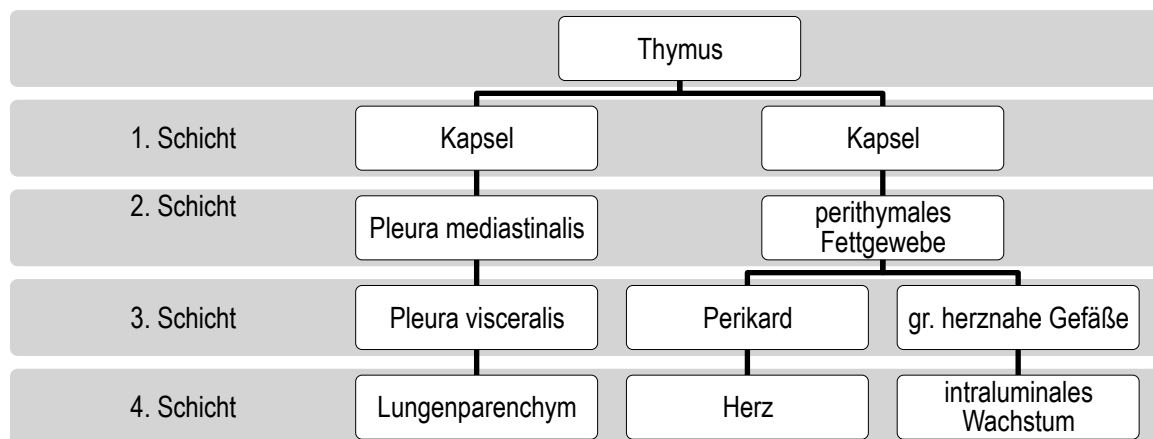 Thymus
1. Schicht
Kapsel
Kapsel
2. Schicht
Pleura mediastinalis
perithymales
Fettgewebe
3. Schicht
Pleura visceralis
Perikard
gr. herznahe Gefäße
4. Schicht
Lungenparenchym
Herz
intraluminales
Wachstum